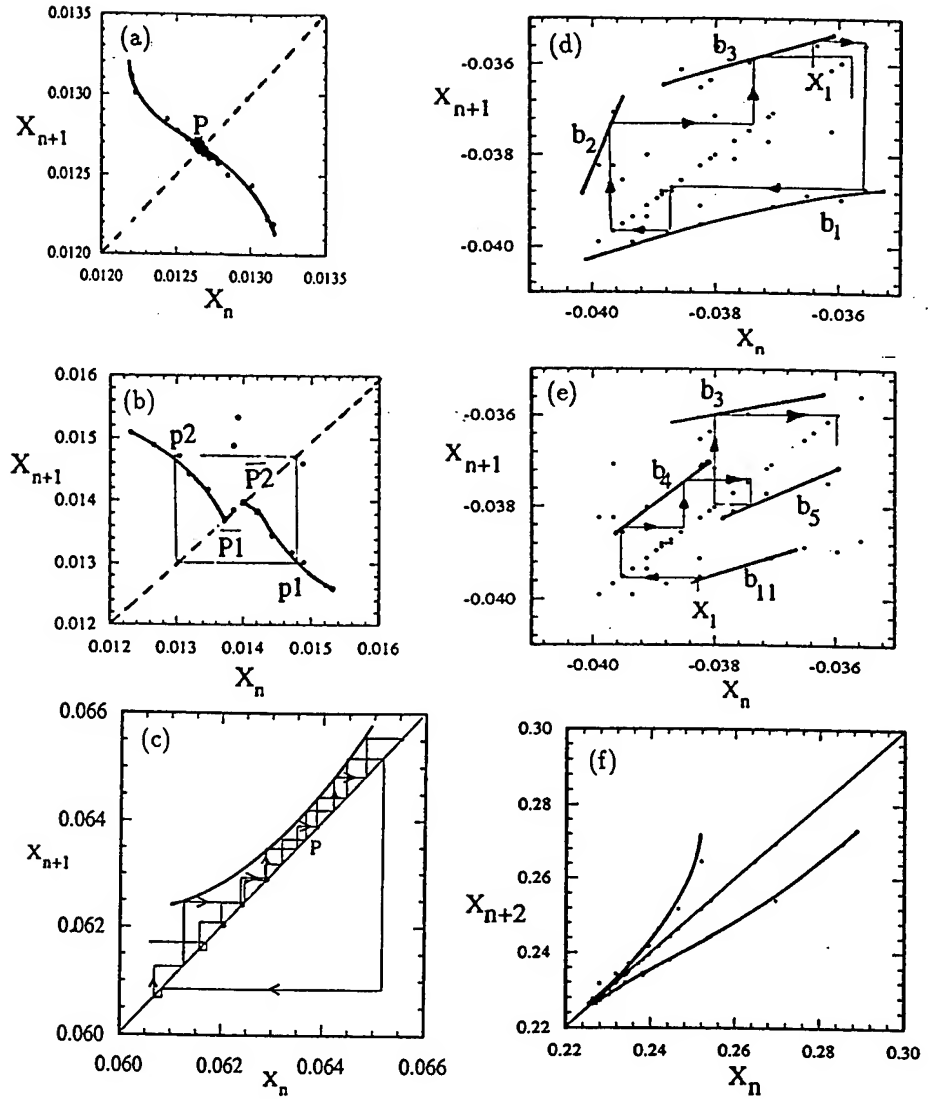 (a)
0.0135
0.0130
0.0125
0.0120
X_{n+1}
P
0.0120 0.0125 0.0130 0.0135
X_n
(b)
0.016
0.015
0.014
0.013
0.012
X_{n+1}
p2
P2
P1
p1
0.012 0.013 0.014 0.015 0.016
X_n
(c)
0.066
0.064
0.062
0.060
X_{n+1}
P
0.060 0.062 0.064 0.066
X_n
(d)
-0.036
-0.038
-0.040
X_{n+1}
b_3
X_1
b_2
b_1
-0.040 -0.038 -0.036
X_n
(e)
-0.036
-0.038
-0.040
X_{n+1}
b_3
b_4
b_5
b_{11}
X_1
-0.040 -0.038 -0.036
X_n
(f)
0.30
0.28
0.26
0.24
0.22
X_{n+2}
0.22 0.24 0.26 0.28 0.30
X_n